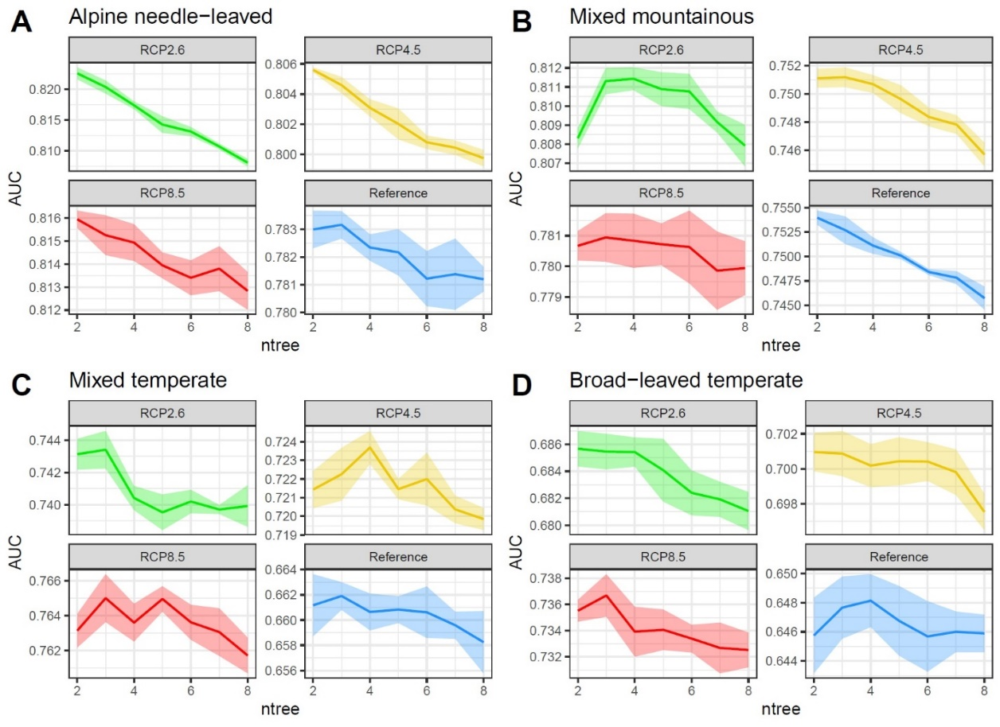 A Alpine needle-leaved
RCP2.6
0.820
0.815
0.810
RCP4.5
0.806
0.804
0.802
0.800
AUC
RCP8.5
0.816
0.815
0.814
0.813
0.812
2 4 6 8
Reference
0.783
0.782
0.781
0.780
2 4 6 8
ntree
B Mixed mountainous
RCP2.6
0.812
0.811
0.810
0.809
0.808
0.807
RCP4.5
0.752
0.750
0.748
0.746
AUC
RCP8.5
0.781
0.780
0.779
2 4 6 8
Reference
0.7550
0.7525
0.7500
0.7475
0.7450
2 4 6 8
ntree
C Mixed temperate
RCP2.6
0.744
0.742
0.740
RCP4.5
0.724
0.723
0.722
0.721
0.720
0.719
AUC
RCP8.5
0.766
0.764
0.762
2 4 6 8
Reference
0.664
0.662
0.660
0.658
0.656
2 4 6 8
ntree
D Broad-leaved temperate
RCP2.6
0.686
0.684
0.682
0.680
RCP4.5
0.702
0.700
0.698
AUC
RCP8.5
0.738
0.736
0.734
0.732
2 4 6 8
Reference
0.650
0.648
0.646
0.644
2 4 6 8
ntree